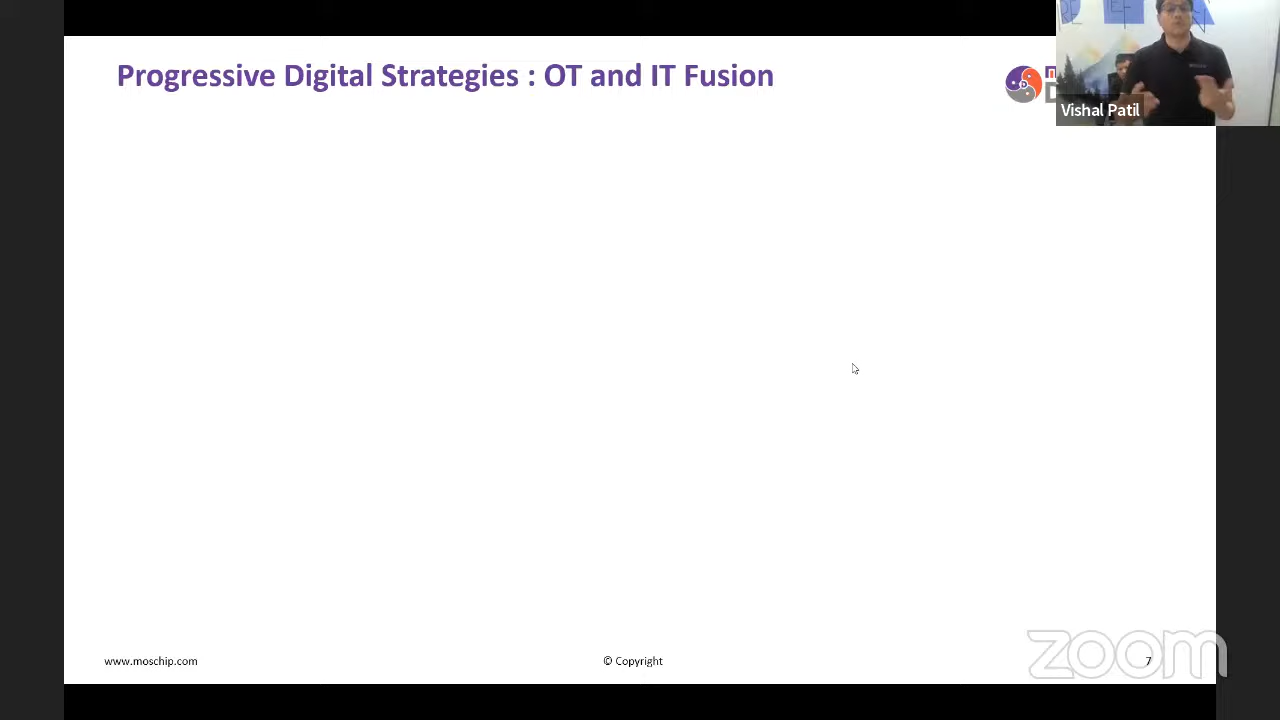 Progressive Digital Strategies : OT and IT Fusion
Vishal Patil
www.moschip.com
© Copyright
7
zoom